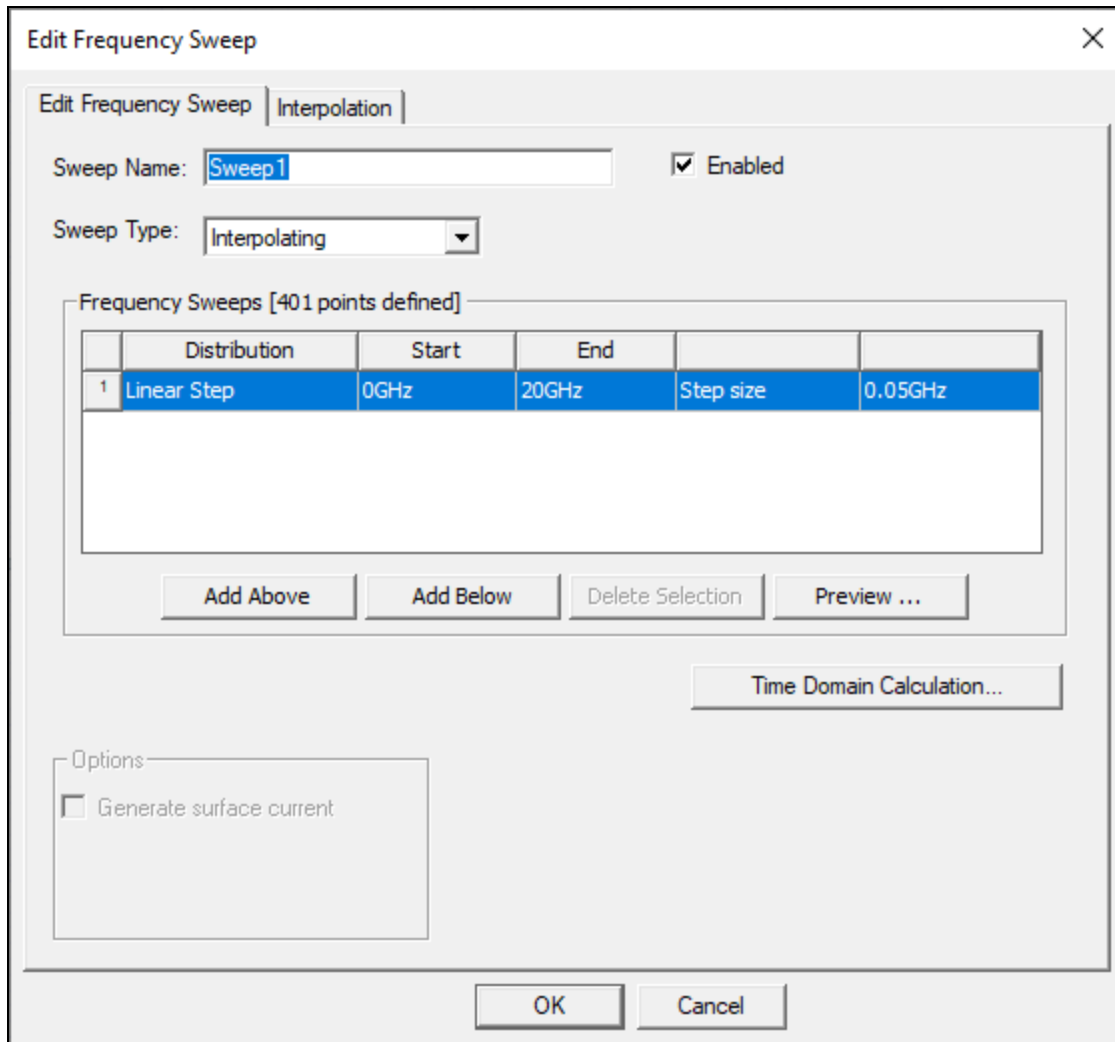 Edit Frequency Sweep
Edit Frequency Sweep Interpolation
Sweep Name: Sweep1 Enabled
Sweep Type: Interpolating
Frequency Sweeps [401 points defined]
Distribution Start End
1 Linear Step 0GHz 20GHz Step size 0.05GHz
Add Above Add Below Delete Selection Preview ...
Time Domain Calculation...
Options
Generate surface current
OK Cancel